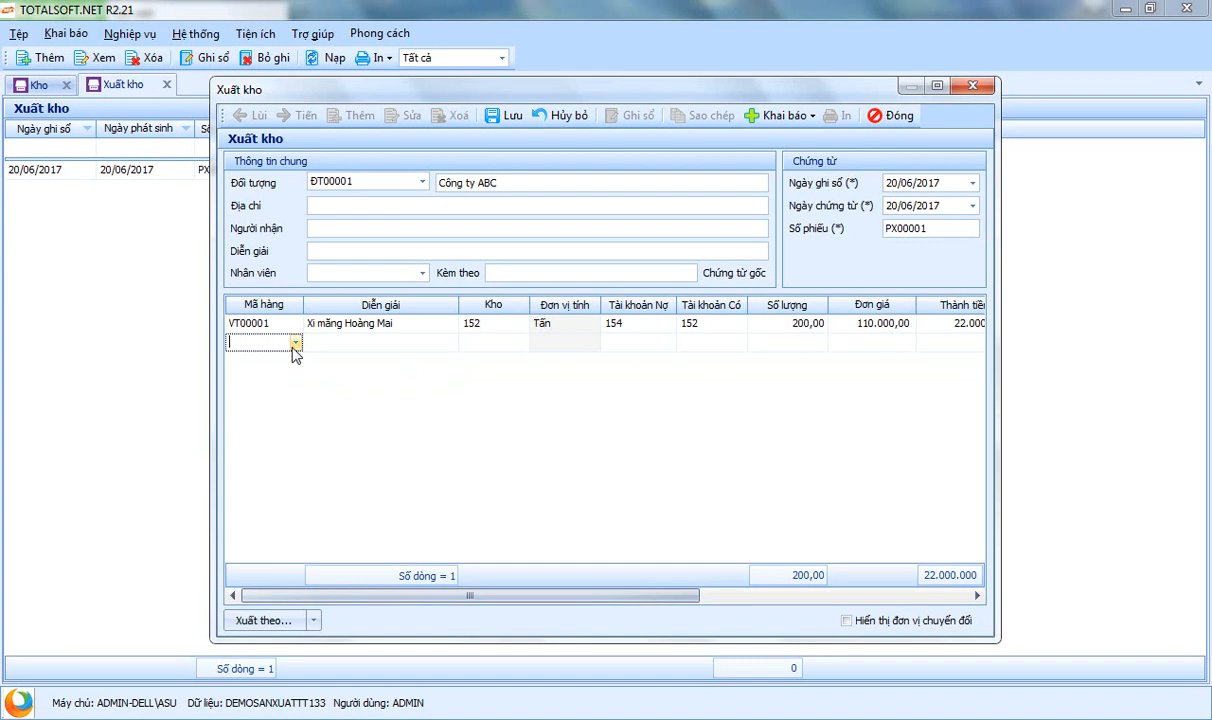 TOTALSOFT.NET R2.21
Tệp Khai báo Nghiệp vụ Hệ thống Tiện ích Trợ giúp Phong cách
Thêm Xem Xóa Ghi sổ Bỏ ghi Nạp In Tất cả
Kho Xuất kho
Xuất kho
Ngày ghi sổ Ngày phát sinh
20/06/2017 20/06/2017
Xuất kho
Lùi Tiến Thêm Sửa Xoá Lưu Hủy bỏ Ghi sổ Sao chép Khai báo In Đóng
Xuất kho
Thông tin chung Chứng từ
Đối tượng ĐT00001 Công ty ABC Ngày ghi sổ (*) 20/06/2017
Địa chỉ Ngày chứng từ (*) 20/06/2017
Người nhận Số phiếu (*) PX00001
Diễn giải
Nhân viên Kèm theo Chứng từ gốc
Mã hàng Diễn giải Kho Đơn vị tính Tài khoản Nợ Tài khoản Có Số lượng Đơn giá Thành tiền
VT00001 Xi măng Hoàng Mai 152 Tấn 154 152 200,00 110.000,00 22.000
Số dòng = 1 200,00 22.000.000
Xuất theo... Hiển thị đơn vị chuyển đổi
Số dòng = 1 0
Máy chủ: ADMIN-DELL\ASU Dữ liệu: DEMOSANXUATTT133 Người dùng: ADMIN